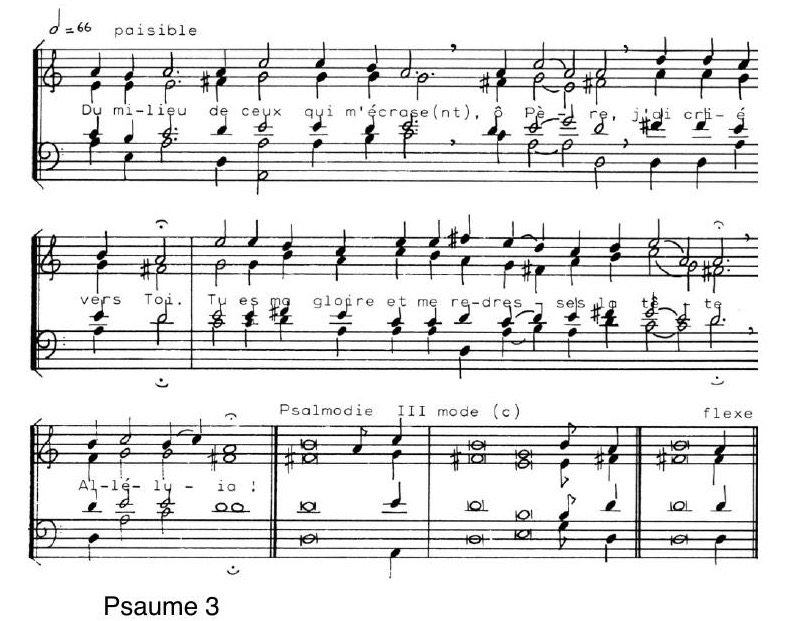 ♩=66 paisible
Du mi-lieu de ceux qui m'écrase(nt), ô Pè - re, j'ai cri- é
vers Toi. Tu es ma gloire et me re-dres - ses la tê - te
Al-lé- lu - ia !
Psalmodie III mode (c) flexe
Psaume 3